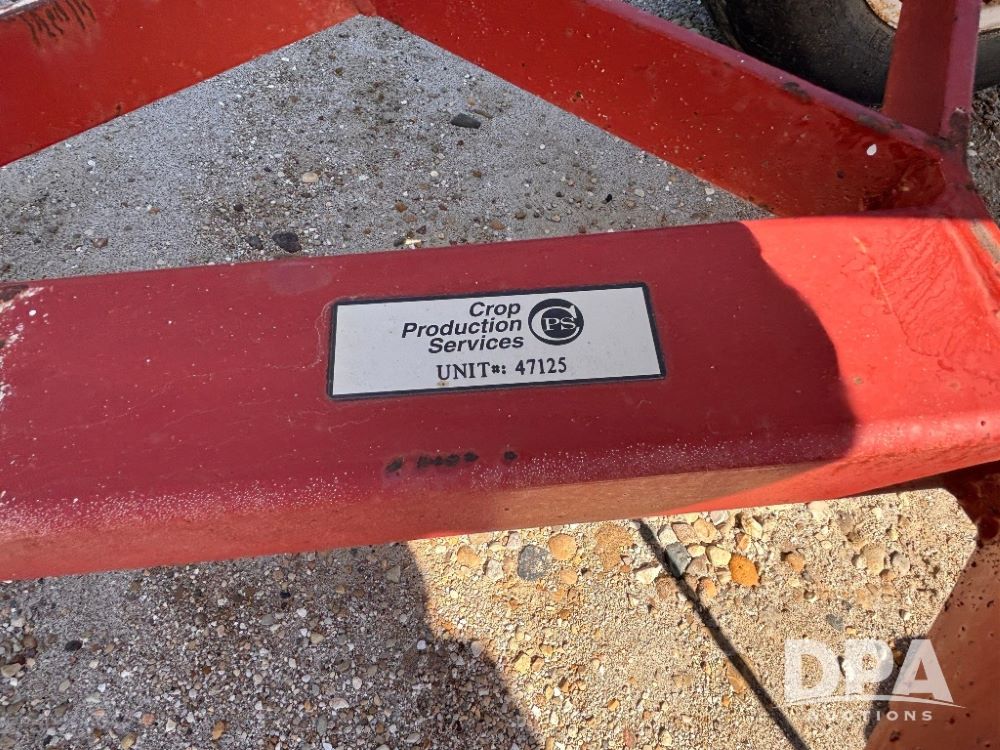 Crop
Production
Services
CPS
UNIT#: 47125
DPA
AUCTIONS